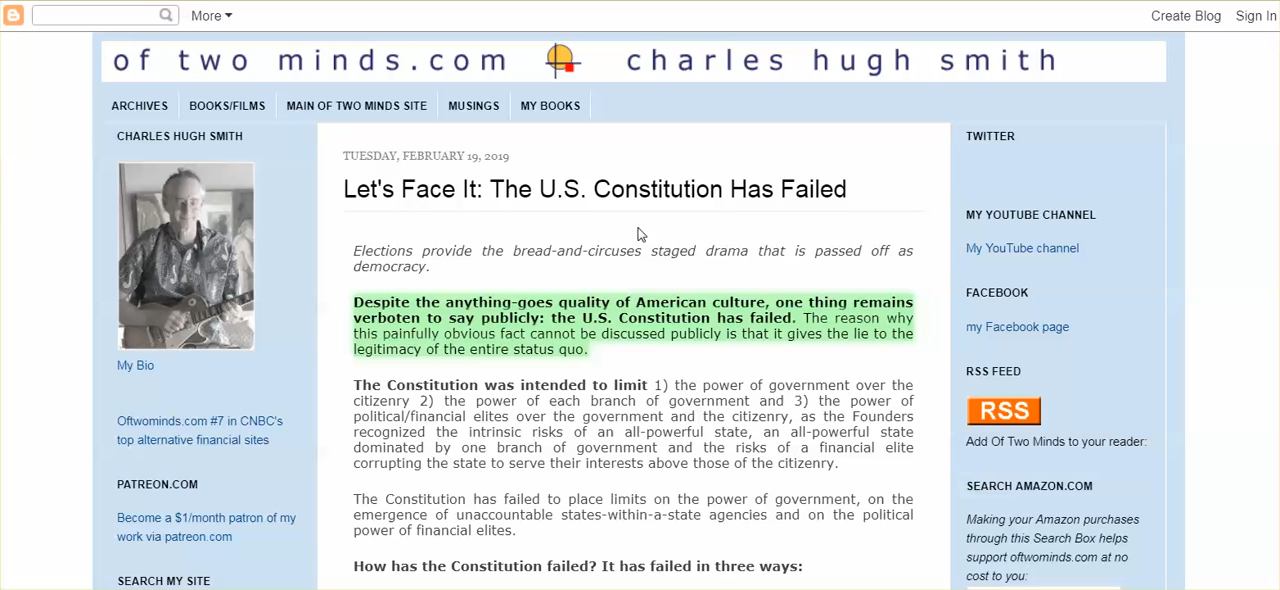 More
Create Blog Sign In
of two minds.com charles hugh smith
ARCHIVES BOOKS/FILMS MAIN OF TWO MINDS SITE MUSINGS MY BOOKS
CHARLES HUGH SMITH
My Bio
Oftwominds.com #7 in CNBC's
top alternative financial sites
PATREON.COM
Become a $1/month patron of my
work via patreon.com
SEARCH MY SITE
TUESDAY, FEBRUARY 19, 2019
Let's Face It: The U.S. Constitution Has Failed
Elections provide the bread-and-circuses staged drama that is passed off as
democracy.
Despite the anything-goes quality of American culture, one thing remains
verboten to say publicly: the U.S. Constitution has failed. The reason why
this painfully obvious fact cannot be discussed publicly is that it gives the lie to the
legitimacy of the entire status quo.
The Constitution was intended to limit 1) the power of government over the
citizenry 2) the power of each branch of government and 3) the power of
political/financial elites over the government and the citizenry, as the Founders
recognized the intrinsic risks of an all-powerful state, an all-powerful state
dominated by one branch of government and the risks of a financial elite
corrupting the state to serve their interests above those of the citizenry.
The Constitution has failed to place limits on the power of government, on the
emergence of unaccountable states-within-a-state agencies and on the political
power of financial elites.
How has the Constitution failed? It has failed in three ways:
TWITTER
MY YOUTUBE CHANNEL
My YouTube channel
FACEBOOK
my Facebook page
RSS FEED
RSS
Add Of Two Minds to your reader:
SEARCH AMAZON.COM
Making your Amazon purchases
through this Search Box helps
support oftwominds.com at no
cost to you: